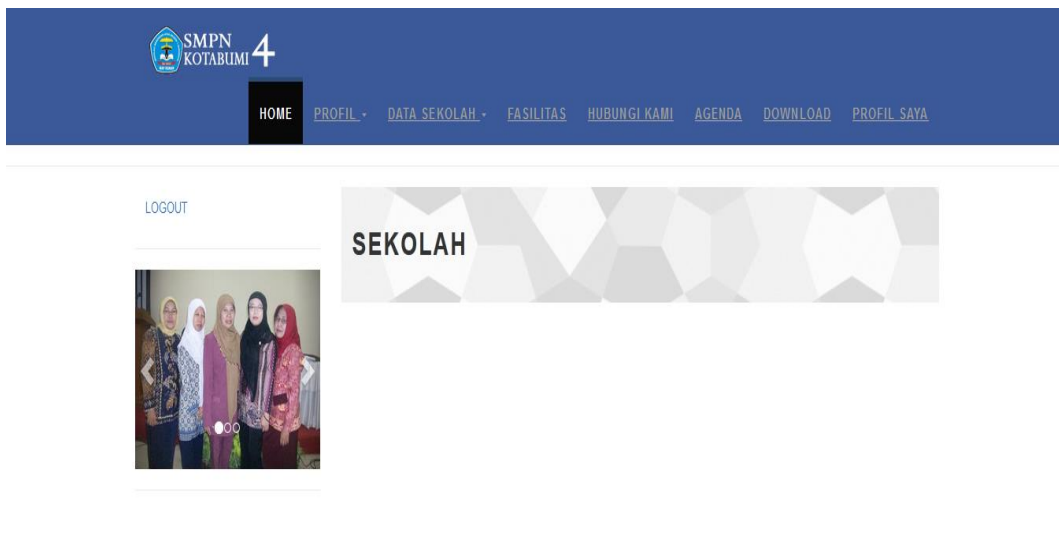 SMPN
KOTABUMI 4
HOME PROFIL DATA SEKOLAH FASILITAS HUBUNGI KAMI AGENDA DOWNLOAD PROFIL SAYA
LOGOUT
SEKOLAH